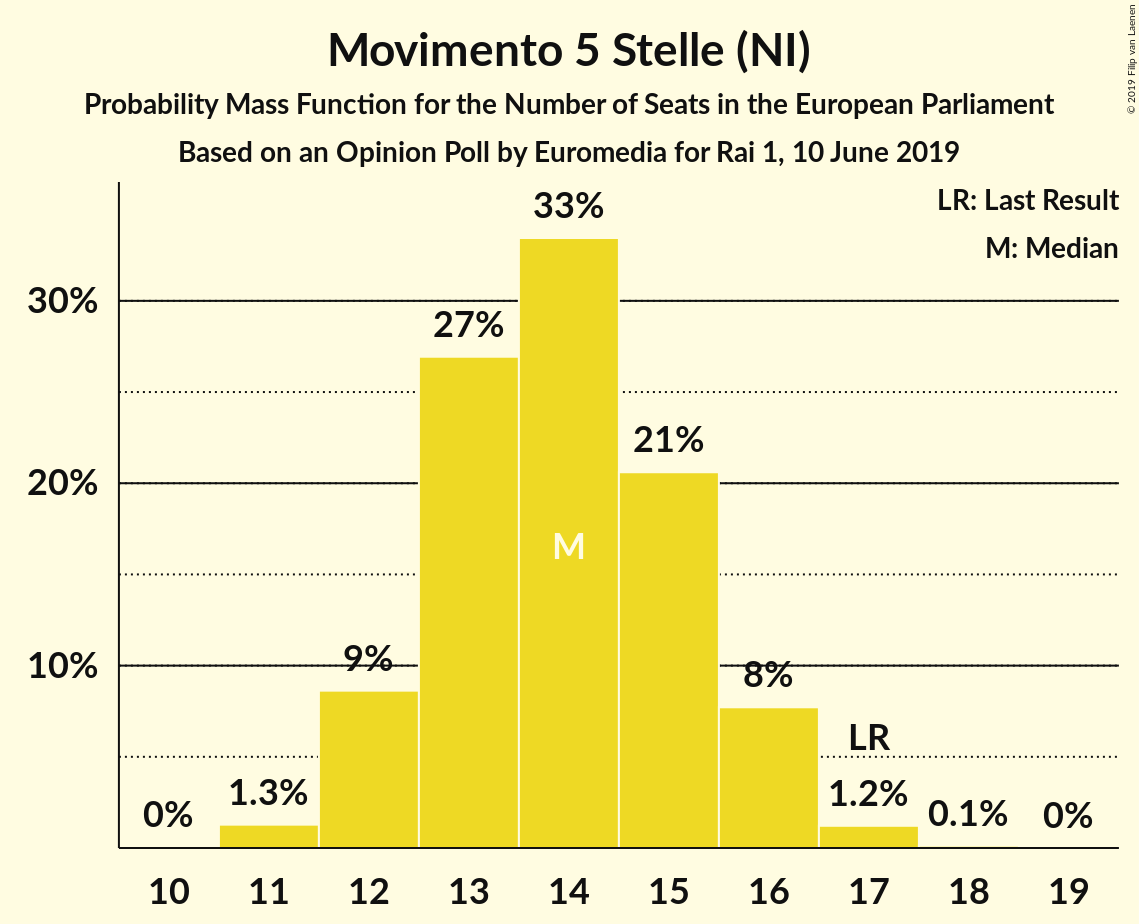 Movimento 5 Stelle (NI)
Probability Mass Function for the Number of Seats in the European Parliament
Based on an Opinion Poll by Euromedia for Rai 1, 10 June 2019
© 2019 Filip van Laenen
LR: Last Result
M: Median
33%
30%
27%
21%
20%
M
9%
10%
8%
LR
1.3%
1.2%
0%
0.1%
0%
10 11 12 13 14 15 16 17 18 19